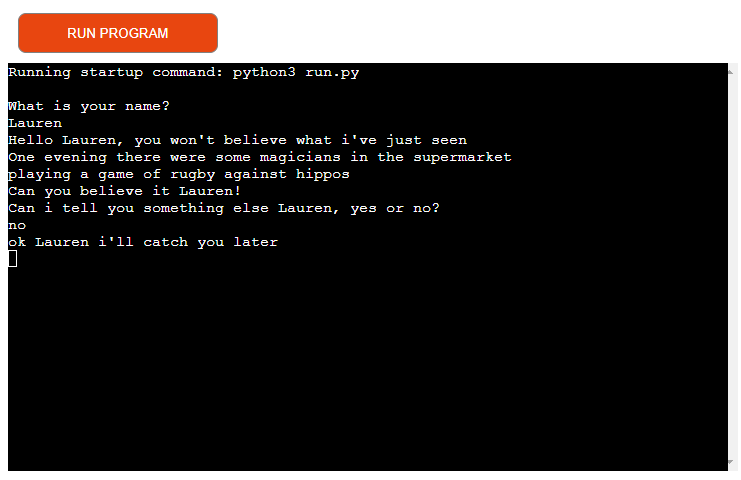 RUN PROGRAM
Running startup command: python3 run.py
What is your name?
Lauren
Hello Lauren, you won't believe what i've just seen
One evening there were some magicians in the supermarket
playing a game of rugby against hippos
Can you believe it Lauren!
Can i tell you something else Lauren, yes or no?
no
ok Lauren i'll catch you later